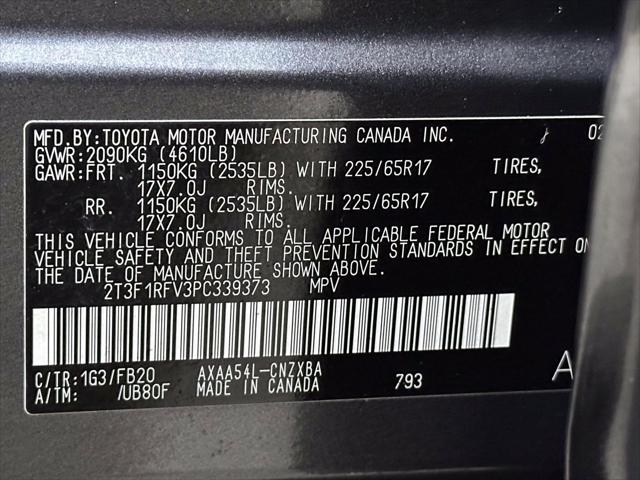 MFD.BY:TOYOTA MOTOR MANUFACTURING CANADA INC. 02
GVWR:2090KG (4610LB)
GAWR:FRT. 1150KG (2535LB) WITH 225/65R17 TIRES,
17X7.0J RIMS.
RR. 1150KG (2535LB) WITH 225/65R17 TIRES,
17X7.0J RIMS.
THIS VEHICLE CONFORMS TO ALL APPLICABLE FEDERAL MOTOR
VEHICLE SAFETY AND THEFT PREVENTION STANDARDS IN EFFECT ON
THE DATE OF MANUFACTURE SHOWN ABOVE.
2T3F1RFV3PC339373 MPV
C/TR:1G3/FB20 AXAA54L-CNZXBA A
A/TM: /UB80F MADE IN CANADA 793